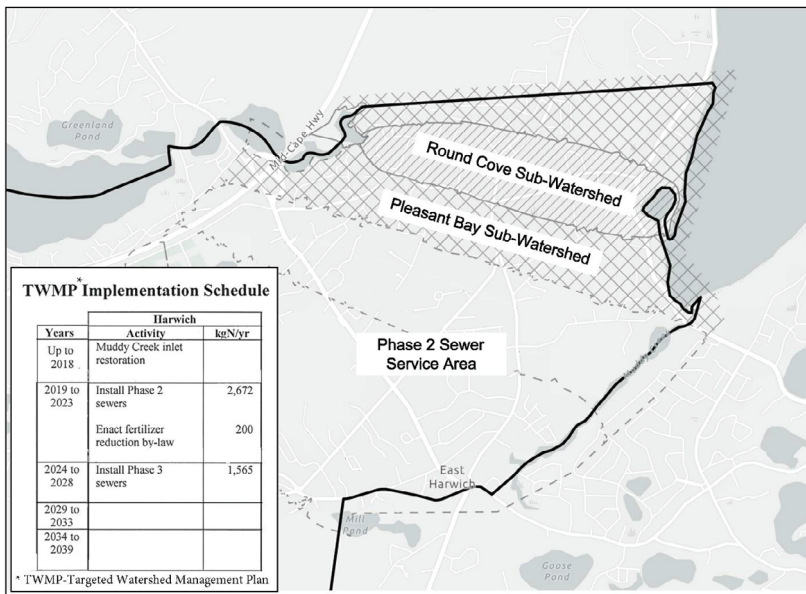 Greenland
Pond
Mid-Cape Hwy
Round Cove Sub-Watershed
Pleasant Bay Sub-Watershed
Phase 2 Sewer
Service Area
East
Harwich
Mill
Pond
Goose
Pond
TWMP* Implementation Schedule
Harwich
Years Activity kgN/yr
Up to 2018 Muddy Creek inlet
restoration
2019 to 2023 Install Phase 2 2,672
sewers
Enact fertilizer 200
reduction by-law
2024 to 2028 Install Phase 3 1,565
sewers
2029 to
2033
2034 to
2039
* TWMP-Targeted Watershed Management Plan